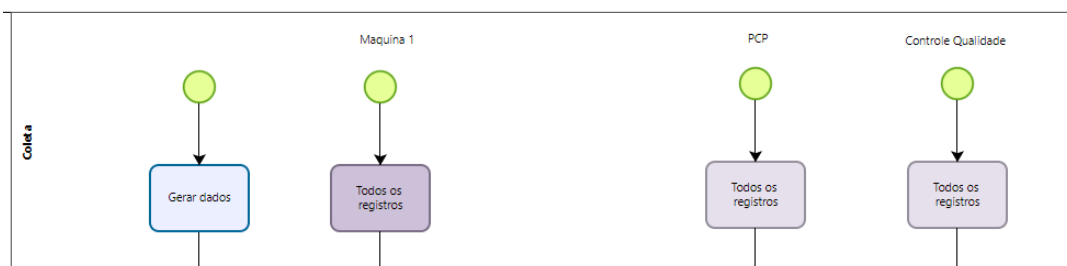 Maquina 1
PCP
Controle Qualidade
Coleta
Gerar dados
Todos os
registros
Todos os
registros
Todos os
registros